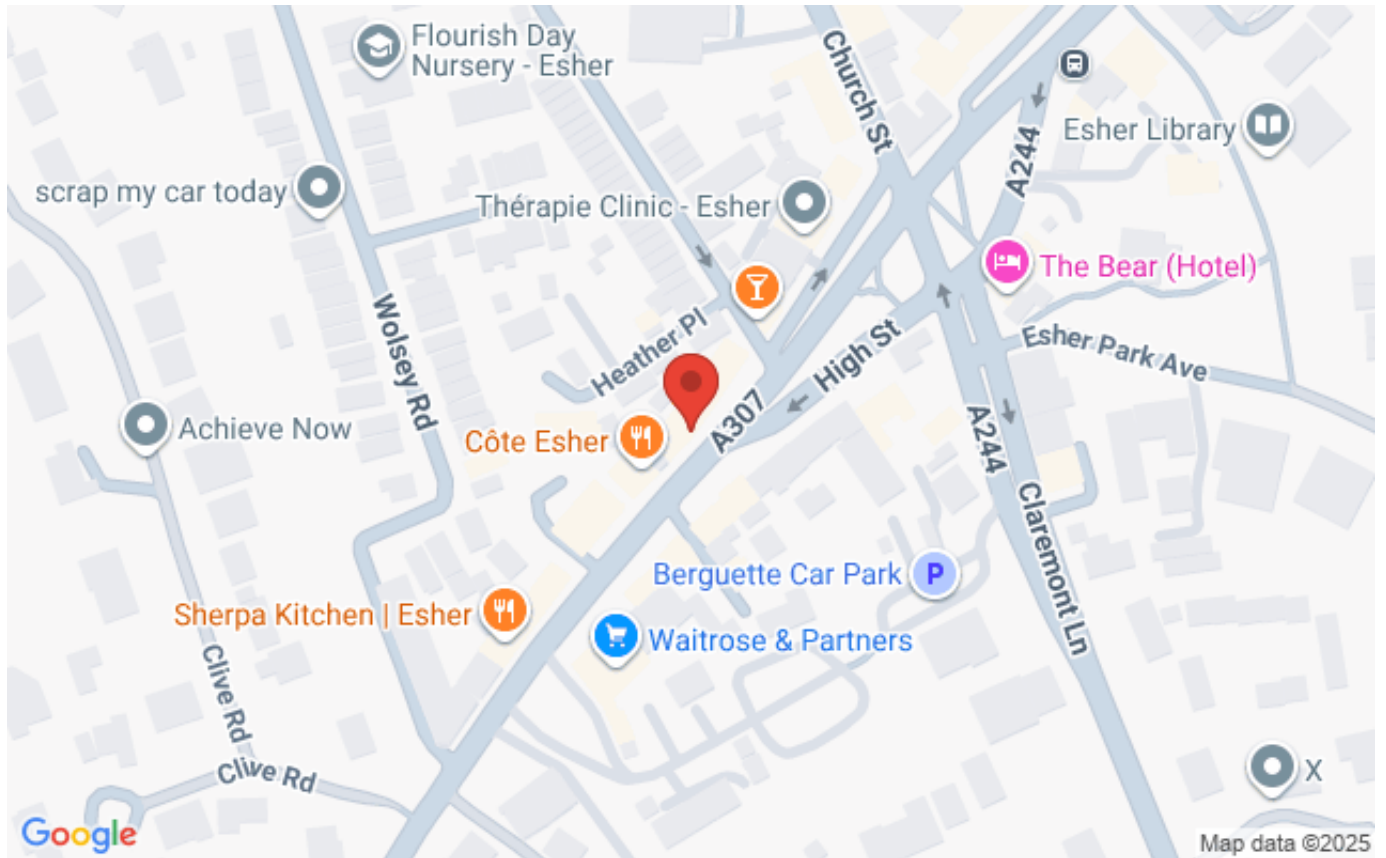 Flourish Day
Nursery - Esher
Church St
A244
Esher Library
scrap my car today
Thérapie Clinic - Esher
The Bear (Hotel)
Wolsey Rd
Heather Pl
High St
Esher Park Ave
Achieve Now
Côte Esher
A307
A244
Claremont Ln
Berguette Car Park
P
Sherpa Kitchen | Esher
Waitrose & Partners
Clive Rd
Clive Rd
X
Google
Map data ©2025